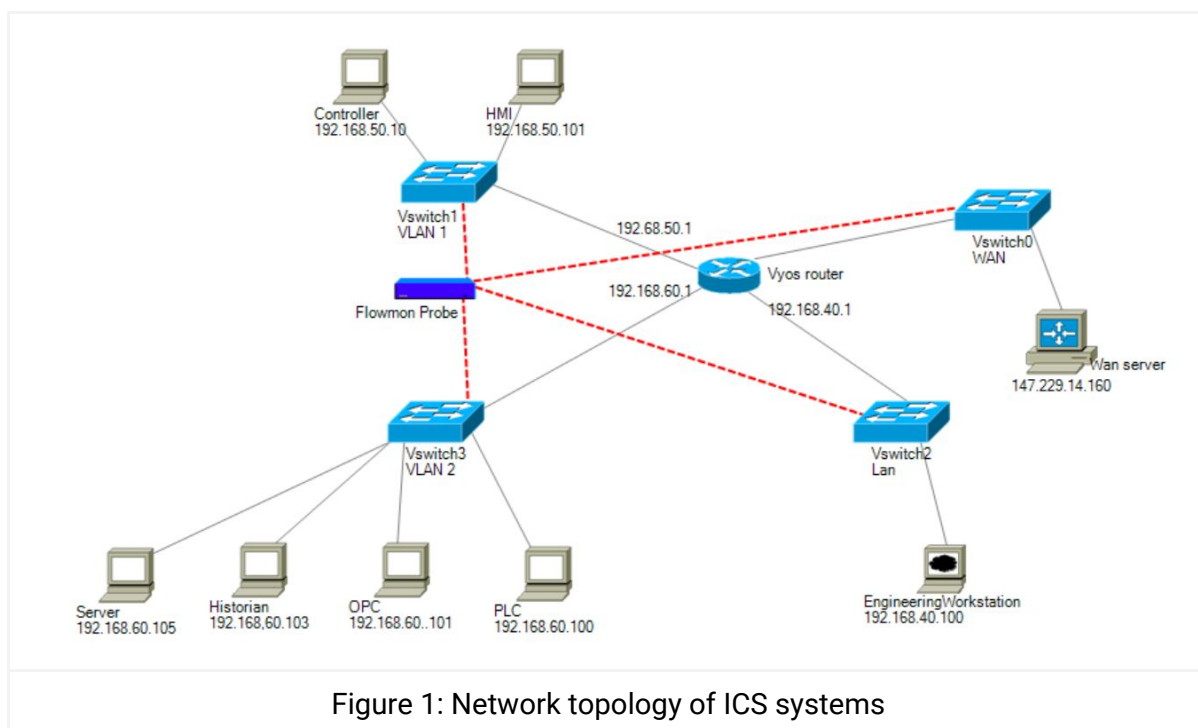 Controller
192.168.50.10
HMI
192.168.50.101
Vswitch1
VLAN 1
192.68.50.1
Vswitch0
WAN
Vyos router
Flowmon Probe
192.168.60.1
192.168.40.1
Wan server
147.229.14.160
Vswitch3
VLAN 2
Vswitch2
Lan
Server
192.168.60.105
Historian
192.168,60.103
OPC
192.168.60..101
PLC
192.168.60.100
EngineeringWorkstation
192.168.40.100
Figure 1: Network topology of ICS systems